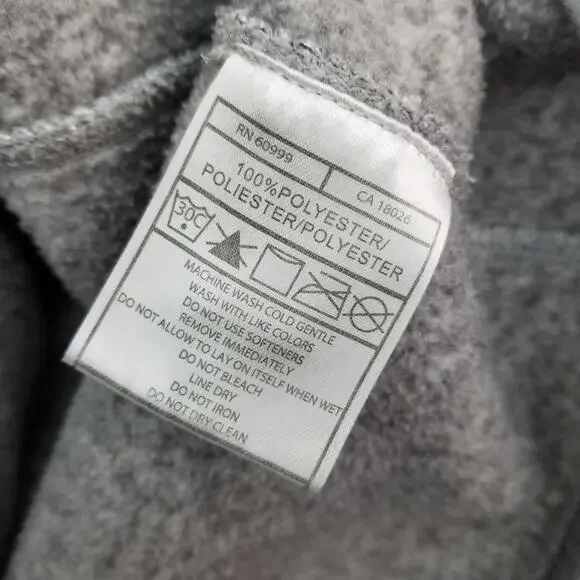 RN 60999
CA 18026
100%POLYESTER/
POLIESTER/POLYESTER
30C
MACHINE WASH COLD GENTLE
WASH WITH LIKE COLORS
DO NOT USE SOFTENERS
REMOVE IMMEDIATELY
DO NOT ALLOW TO LAY ON ITSELF WHEN WET
DO NOT BLEACH
LINE DRY
DO NOT IRON
DO NOT DRY CLEAN